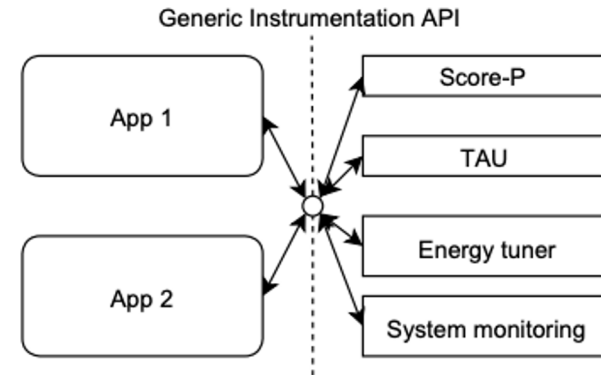 Generic Instrumentation API
App 1
Score-P
TAU
App 2
Energy tuner
System monitoring